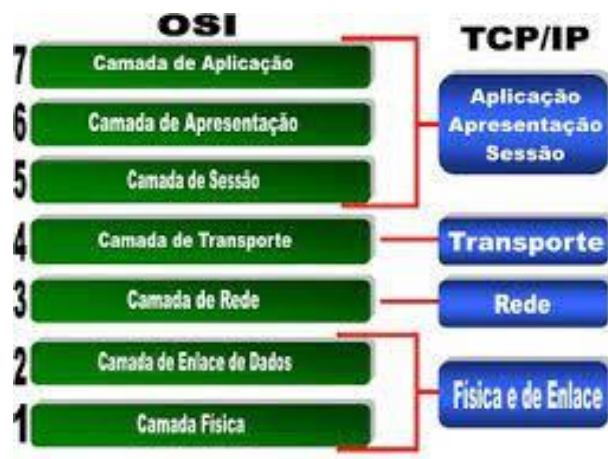 OSI
7 Camada de Aplicação
6 Camada de Apresentação
5 Camada de Sessão
4 Camada de Transporte
3 Camada de Rede
2 Camada de Enlace de Dados
1 Camada Física
TCP/IP
Aplicação
Apresentação
Sessão
Transporte
Rede
Física e de Enlace